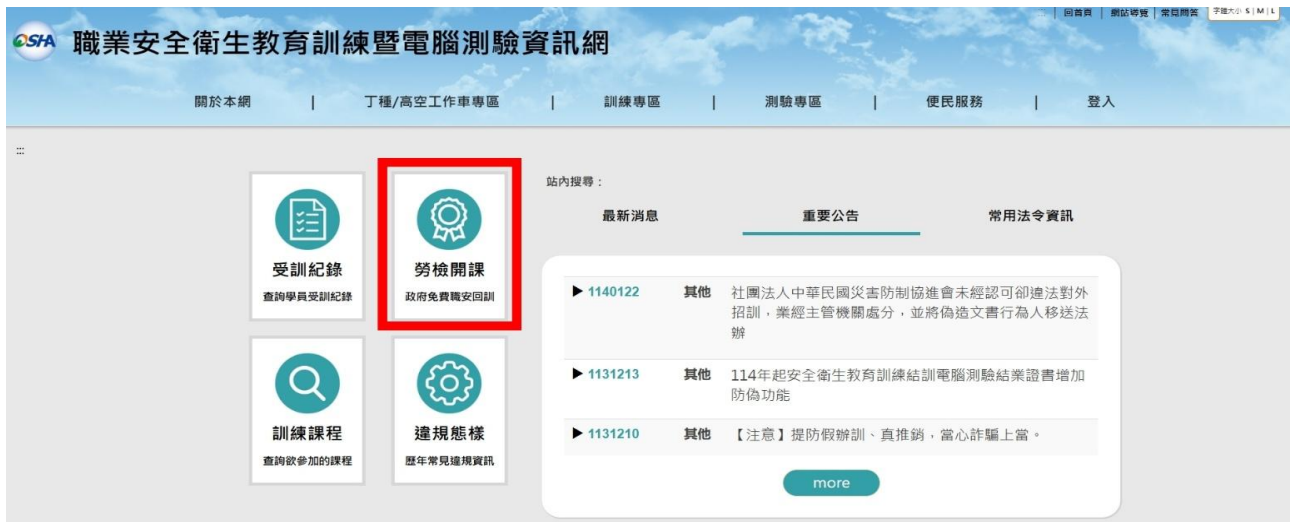 回首頁 | 網站導覽 | 常見問答 字體大小 S | M | L
OSHA 職業安全衛生教育訓練暨電腦測驗資訊網
關於本網 | 丁種/高空工作車專區 | 訓練專區 | 測驗專區 | 便民服務 | 登入
:::
受訓紀錄
查詢學員受訓紀錄
勞檢開課
政府免費職安回訓
訓練課程
查詢欲參加的課程
違規態樣
歷年常見違規資訊
站內搜尋：
最新消息 重要公告 常用法令資訊
▶ 1140122 其他 社團法人中華民國災害防制協進會未經認可卻違法對外
招訓，業經主管機關處分，並將偽造文書行為人移送法
辦
▶ 1131213 其他 114年起安全衛生教育訓練結訓電腦測驗結業證書增加
防偽功能
▶ 1131210 其他 【注意】提防假辦訓、真推銷，當心詐騙上當。
more